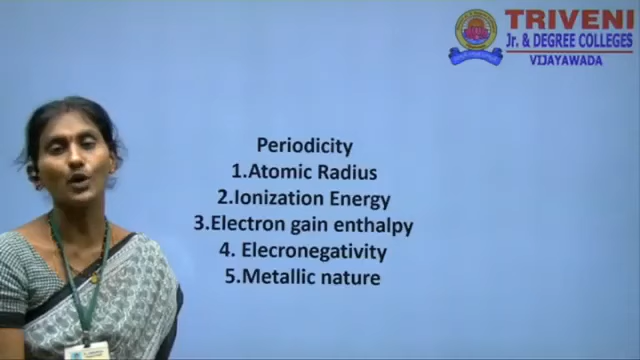 TRIVENI
Jr. & DEGREE COLLEGES
VIJAYAWADA
Periodicity
1.Atomic Radius
2.Ionization Energy
3.Electron gain enthalpy
4. Elecronegativity
5.Metallic nature